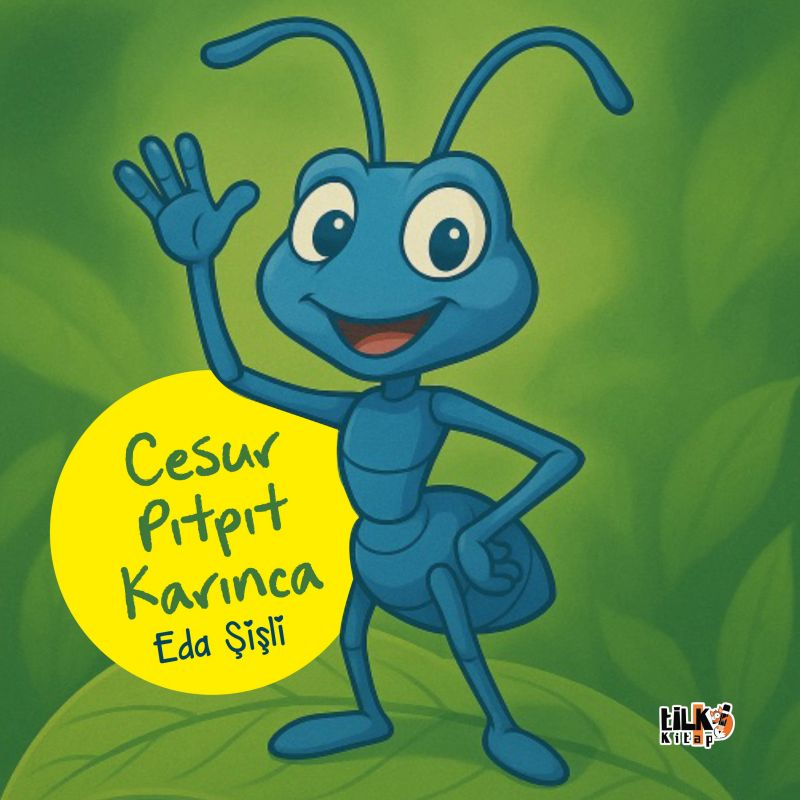 Cesur
Pıtpıt
Karınca
Eda Şişli
tiLKi
Kitap